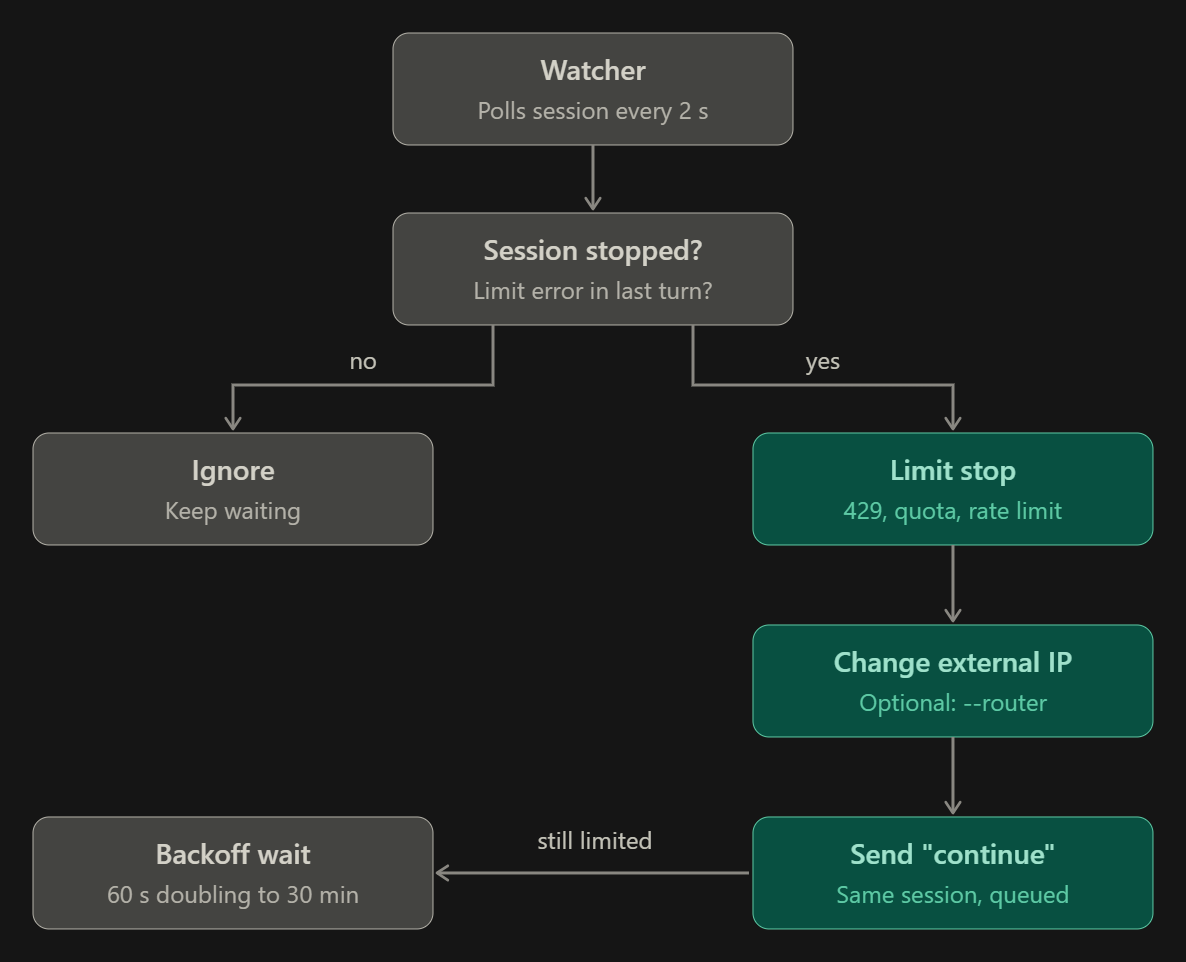 Watcher
Polls session every 2 s
Session stopped?
Limit error in last turn?
no
yes
Ignore
Keep waiting
Limit stop
429, quota, rate limit
Change external IP
Optional: --router
Backoff wait
60 s doubling to 30 min
still limited
Send "continue"
Same session, queued